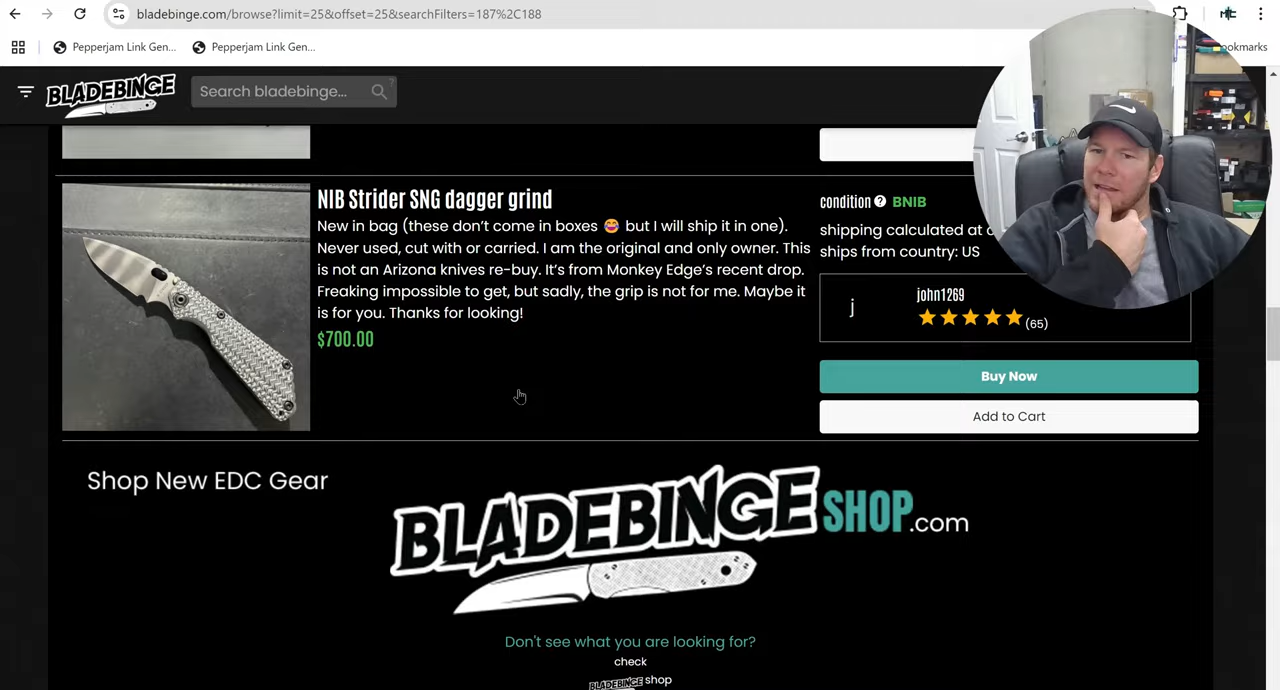 bladebinge.com/browse?limit=25&offset=25&searchFilters=187%2C188
Pepperjam Link Gen...
Pepperjam Link Gen...
ookmarks
BLADEBINGE
Search bladebinge...
NIB Strider SNG dagger grind
New in bag (these don't come in boxes 😂 but I will ship it in one).
Never used, cut with or carried. I am the original and only owner. This
is not an Arizona knives re-buy. It's from Monkey Edge's recent drop.
Freaking impossible to get, but sadly, the grip is not for me. Maybe it
is for you. Thanks for looking!
$700.00
condition ? BNIB
shipping calculated at c
ships from country: US
j
john1269
(65)
Buy Now
Add to Cart
Shop New EDC Gear
BLADEBINGE SHOP.com
Don't see what you are looking for?
check
BLADEBINGE shop